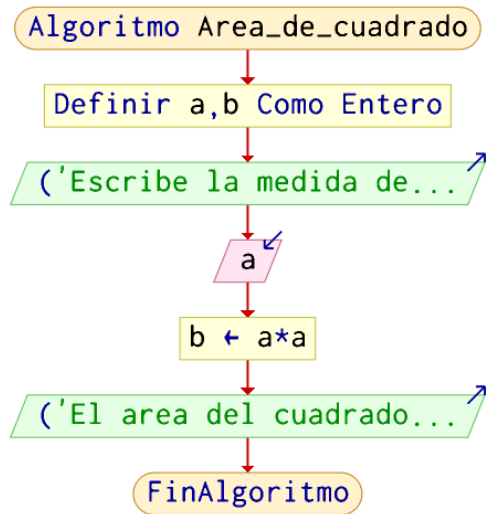 Algoritmo Area_de_cuadrado
Definir a,b Como Entero
('Escribe la medida de...
a
b ← a*a
('El area del cuadrado...
FinAlgoritmo